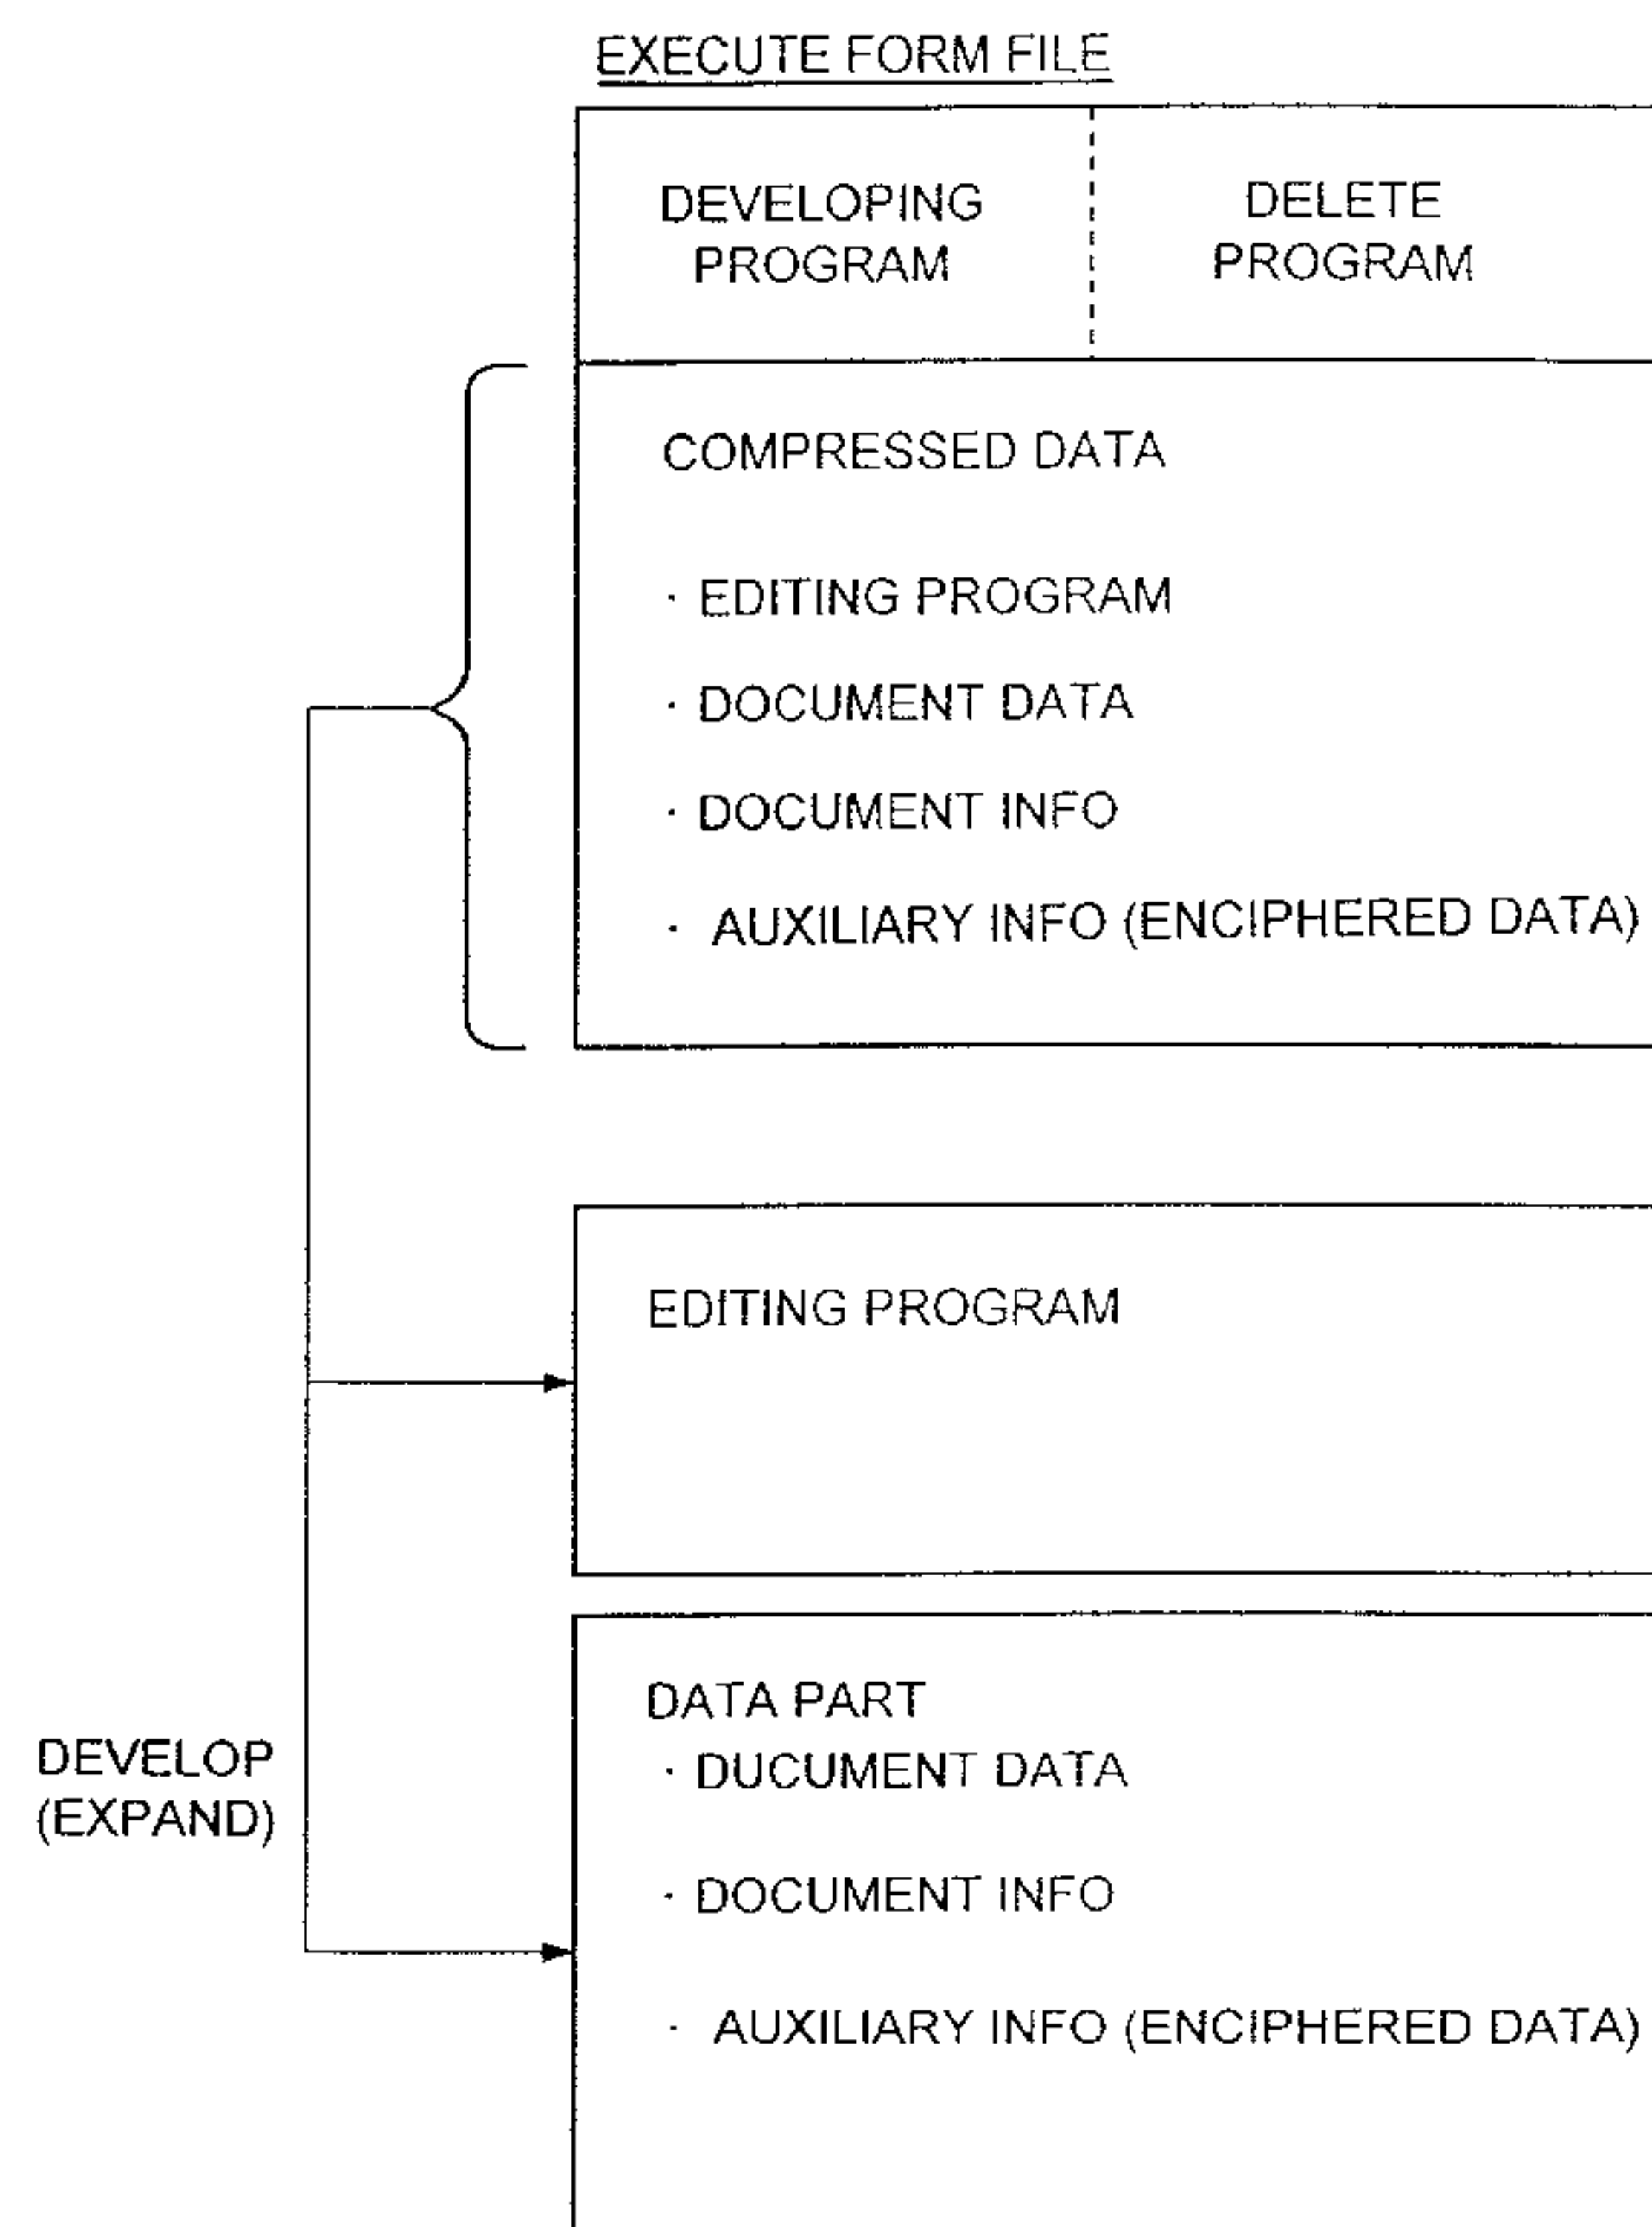 EXECUTE FORM FILE
DEVELOPING
PROGRAM
DELETE
PROGRAM
COMPRESSED DATA
· EDITING PROGRAM
· DOCUMENT DATA
· DOCUMENT INFO
· AUXILIARY INFO (ENCIPHERED DATA)
EDITING PROGRAM
DEVELOP
(EXPAND)
DATA PART
· DUCUMENT DATA
· DOCUMENT INFO
· AUXILIARY INFO (ENCIPHERED DATA)